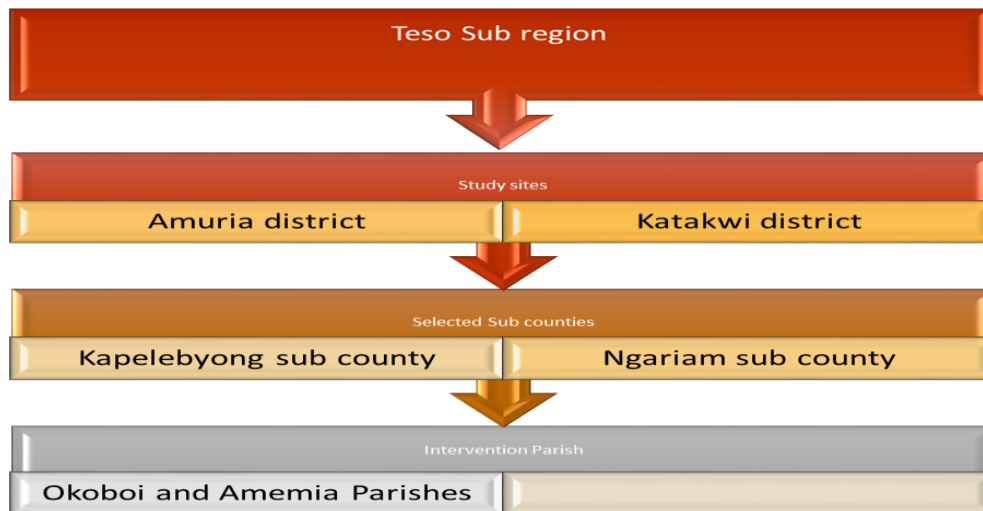 Teso Sub region
Study sites
Amuria district
Katakwi district
Selected Sub counties
Kapelebyong sub county
Ngariam sub county
Intervention Parish
Okoboi and Amemia Parishes